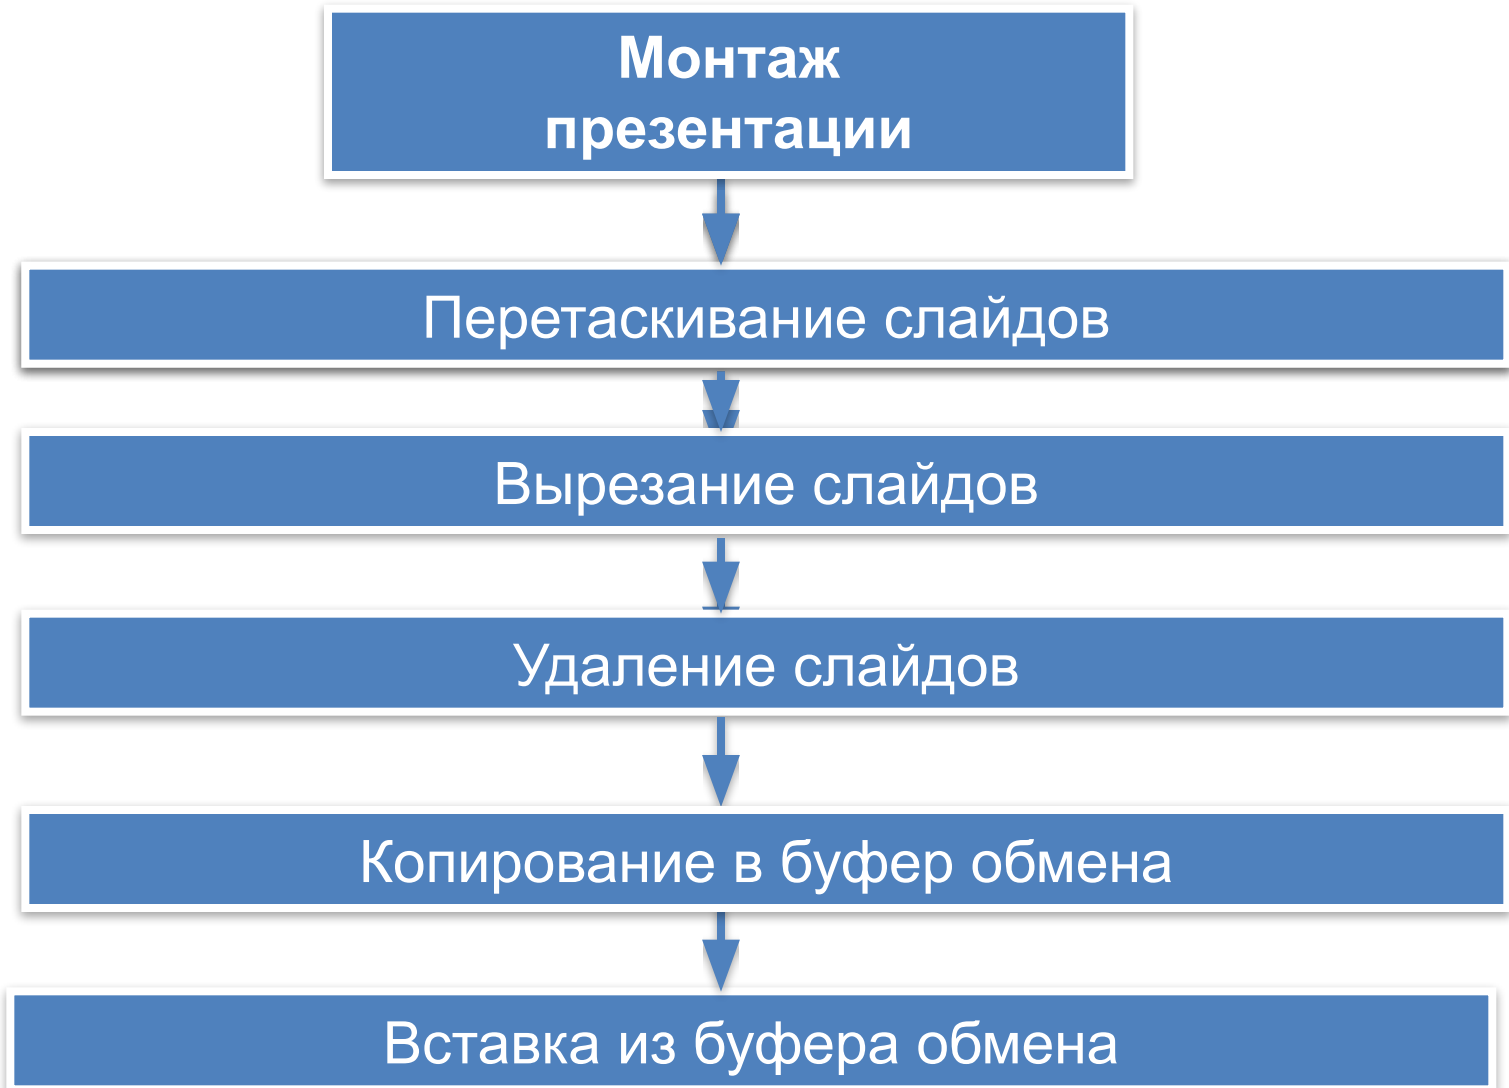 Монтаж
презентации
Перетаскивание слайдов
Вырезание слайдов
Удаление слайдов
Копирование в буфер обмена
Вставка из буфера обмена